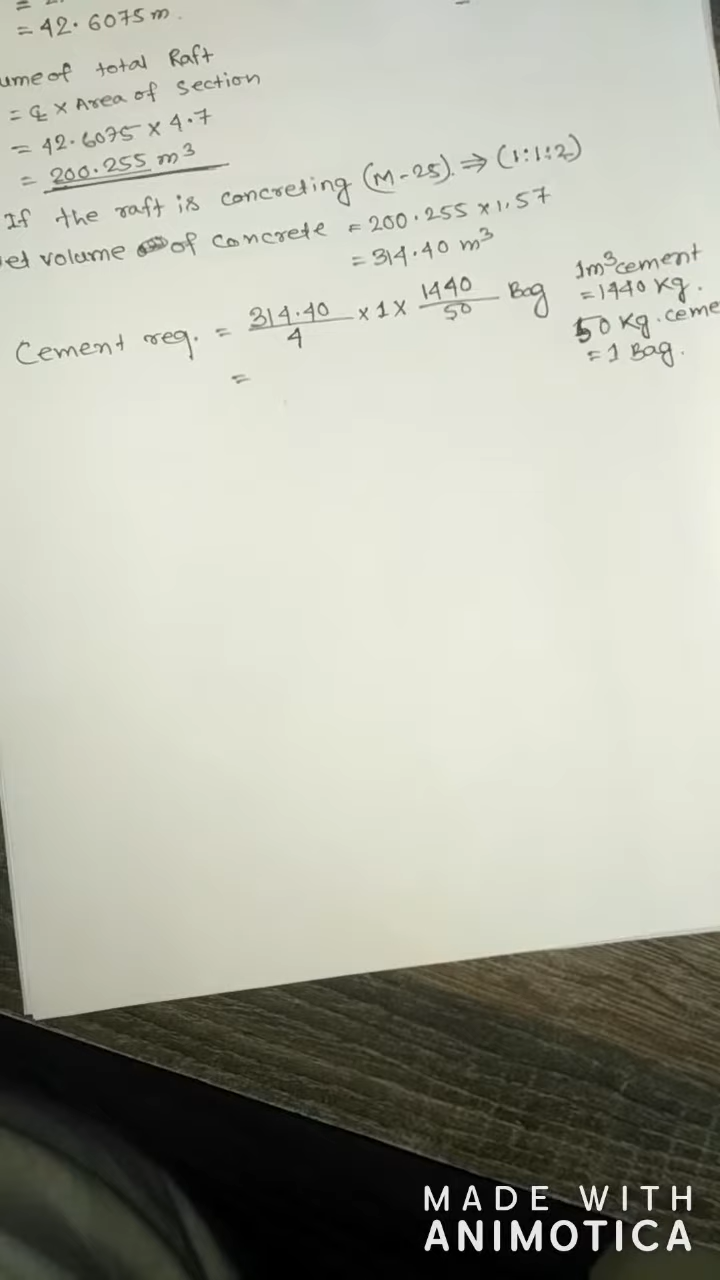 = 42.6075 m.
ume of total Raft
= ℄ × Area of Section
= 42.6075 × 4.7
= 200.255 m³
If the raft is concreting (M-25). ⇒ (1:1:2)
et volume of concrete = 200.255 × 1.57
= 314.40 m³
Cement req. = 314.40/4 × 1 × 1440/50 Bag
=
1m³ cement
= 1440 Kg.
50 Kg. ceme
= 1 Bag.
MADE WITH
ANIMOTICA